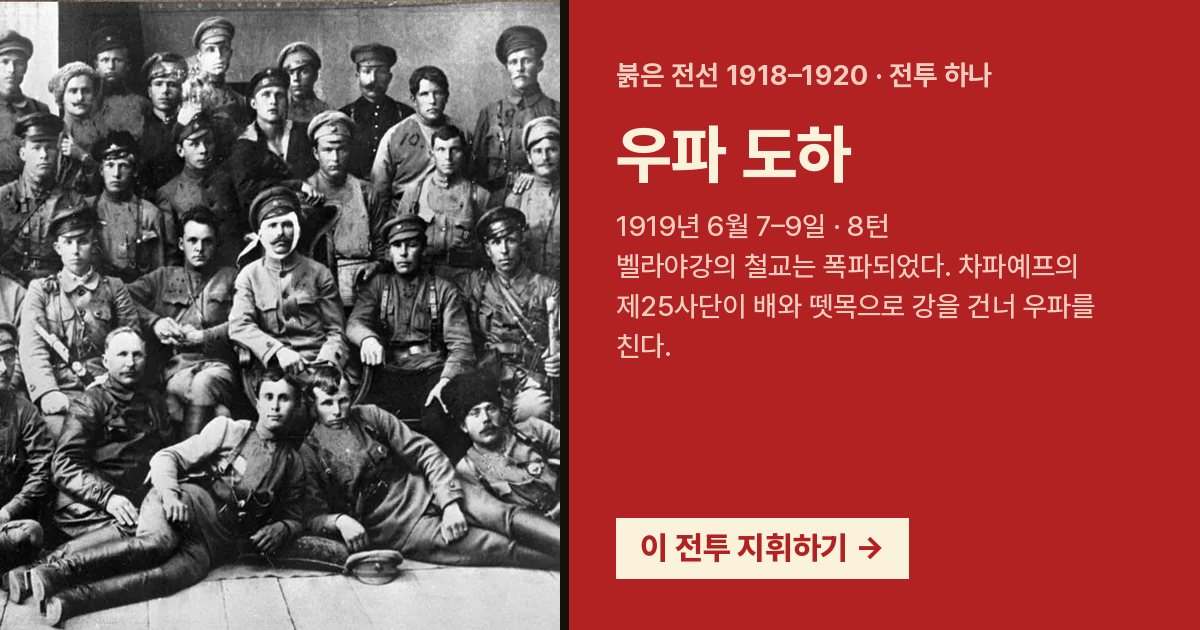 붉은 전선 1918–1920 · 전투 하나
우파 도하
1919년 6월 7–9일 · 8턴
벨라야강의 철교는 폭파되었다. 차파예프의
제25사단이 배와 뗏목으로 강을 건너 우파를
친다.
이 전투 지휘하기 →